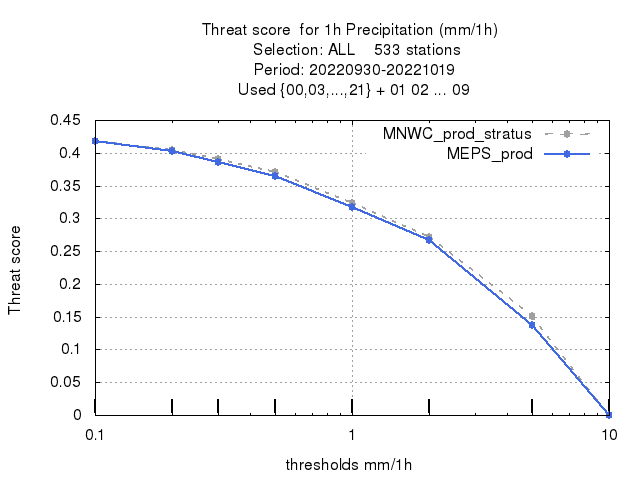 Threat score  for 1h Precipitation (mm/1h)
Selection: ALL    533 stations
Period: 20220930-20221019
Used {00,03,...,21} + 01 02 ... 09
MNWC_prod_stratus
MEPS_prod
Threat score
0.45
0.4
0.35
0.3
0.25
0.2
0.15
0.1
0.05
0
0.1
1
10
thresholds mm/1h